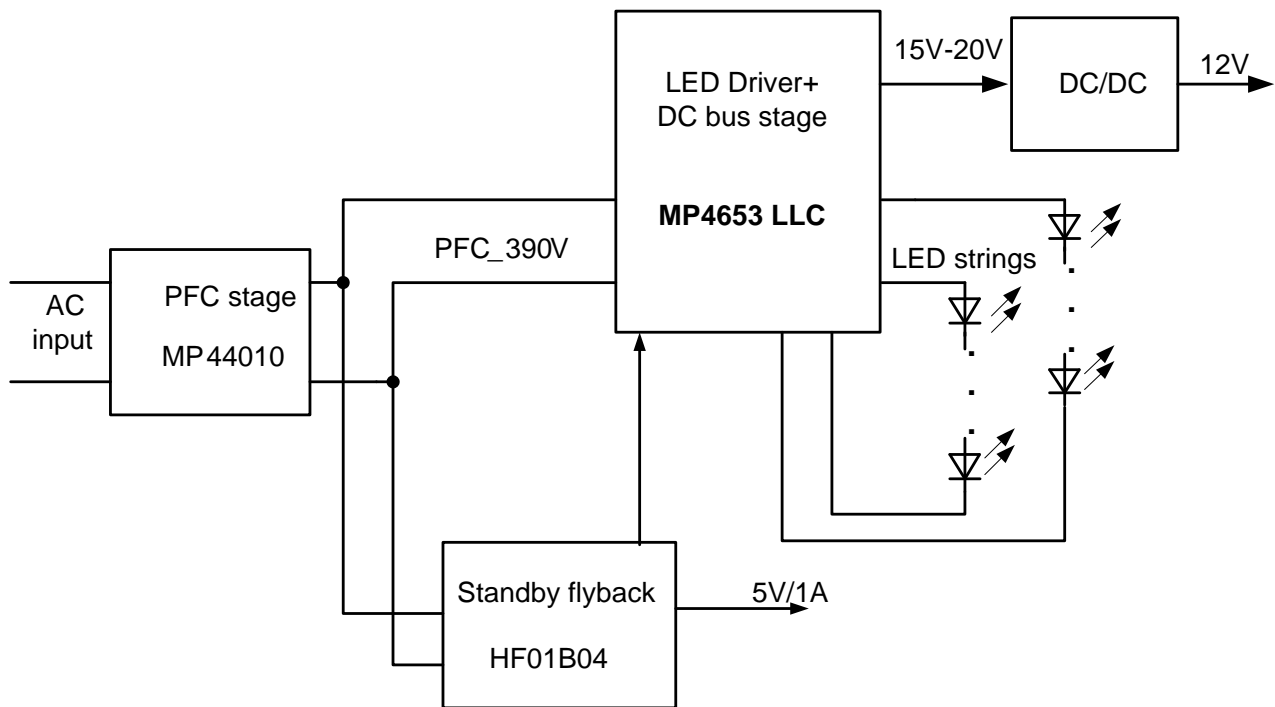 LED Driver+
DC bus stage
MP4653 LLC
15V-20V
DC/DC
12V
PFC_390V
LED strings
AC
input
PFC stage
MP44010
Standby flyback
HF01B04
5V/1A